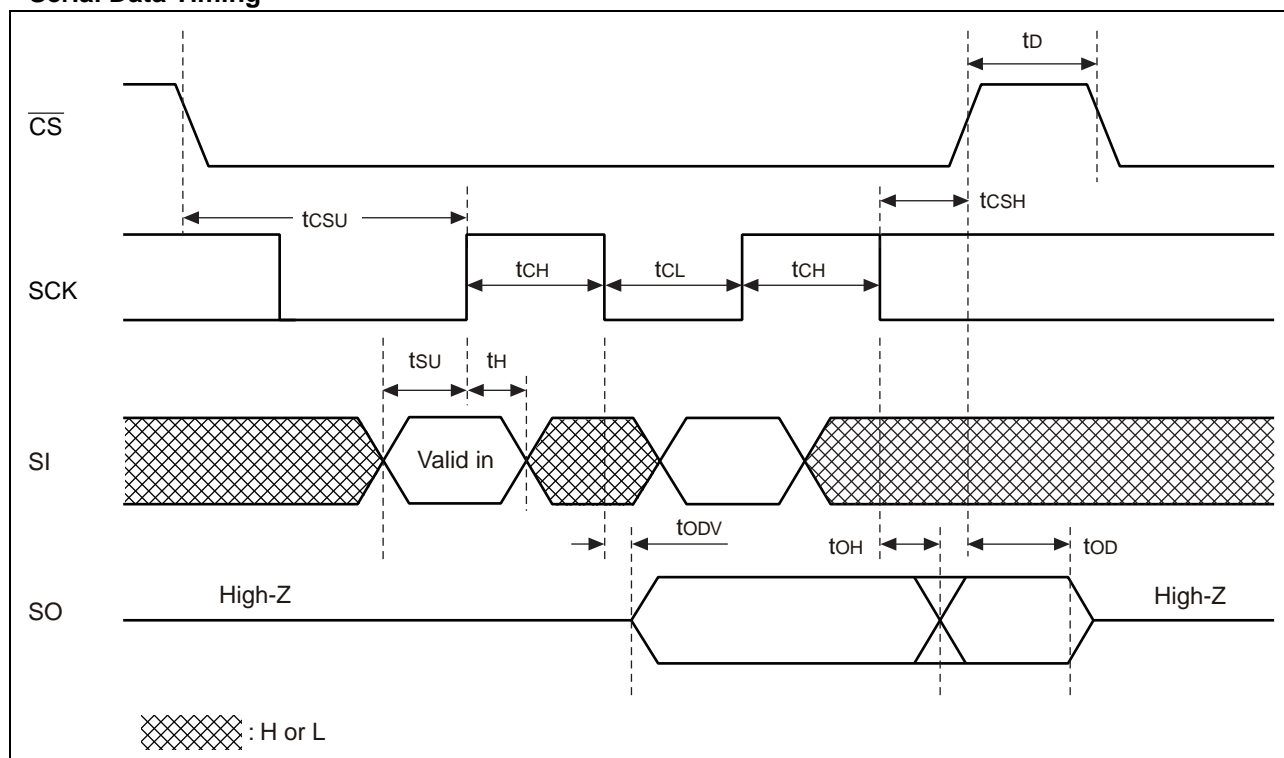 Serial Data Timing
tD
CS
tCSU
tCSH
SCK
tCH
tCL
tCH
tSU
tH
SI
Valid in
tODV
tOH
tOD
SO
High-Z
High-Z
: H or L